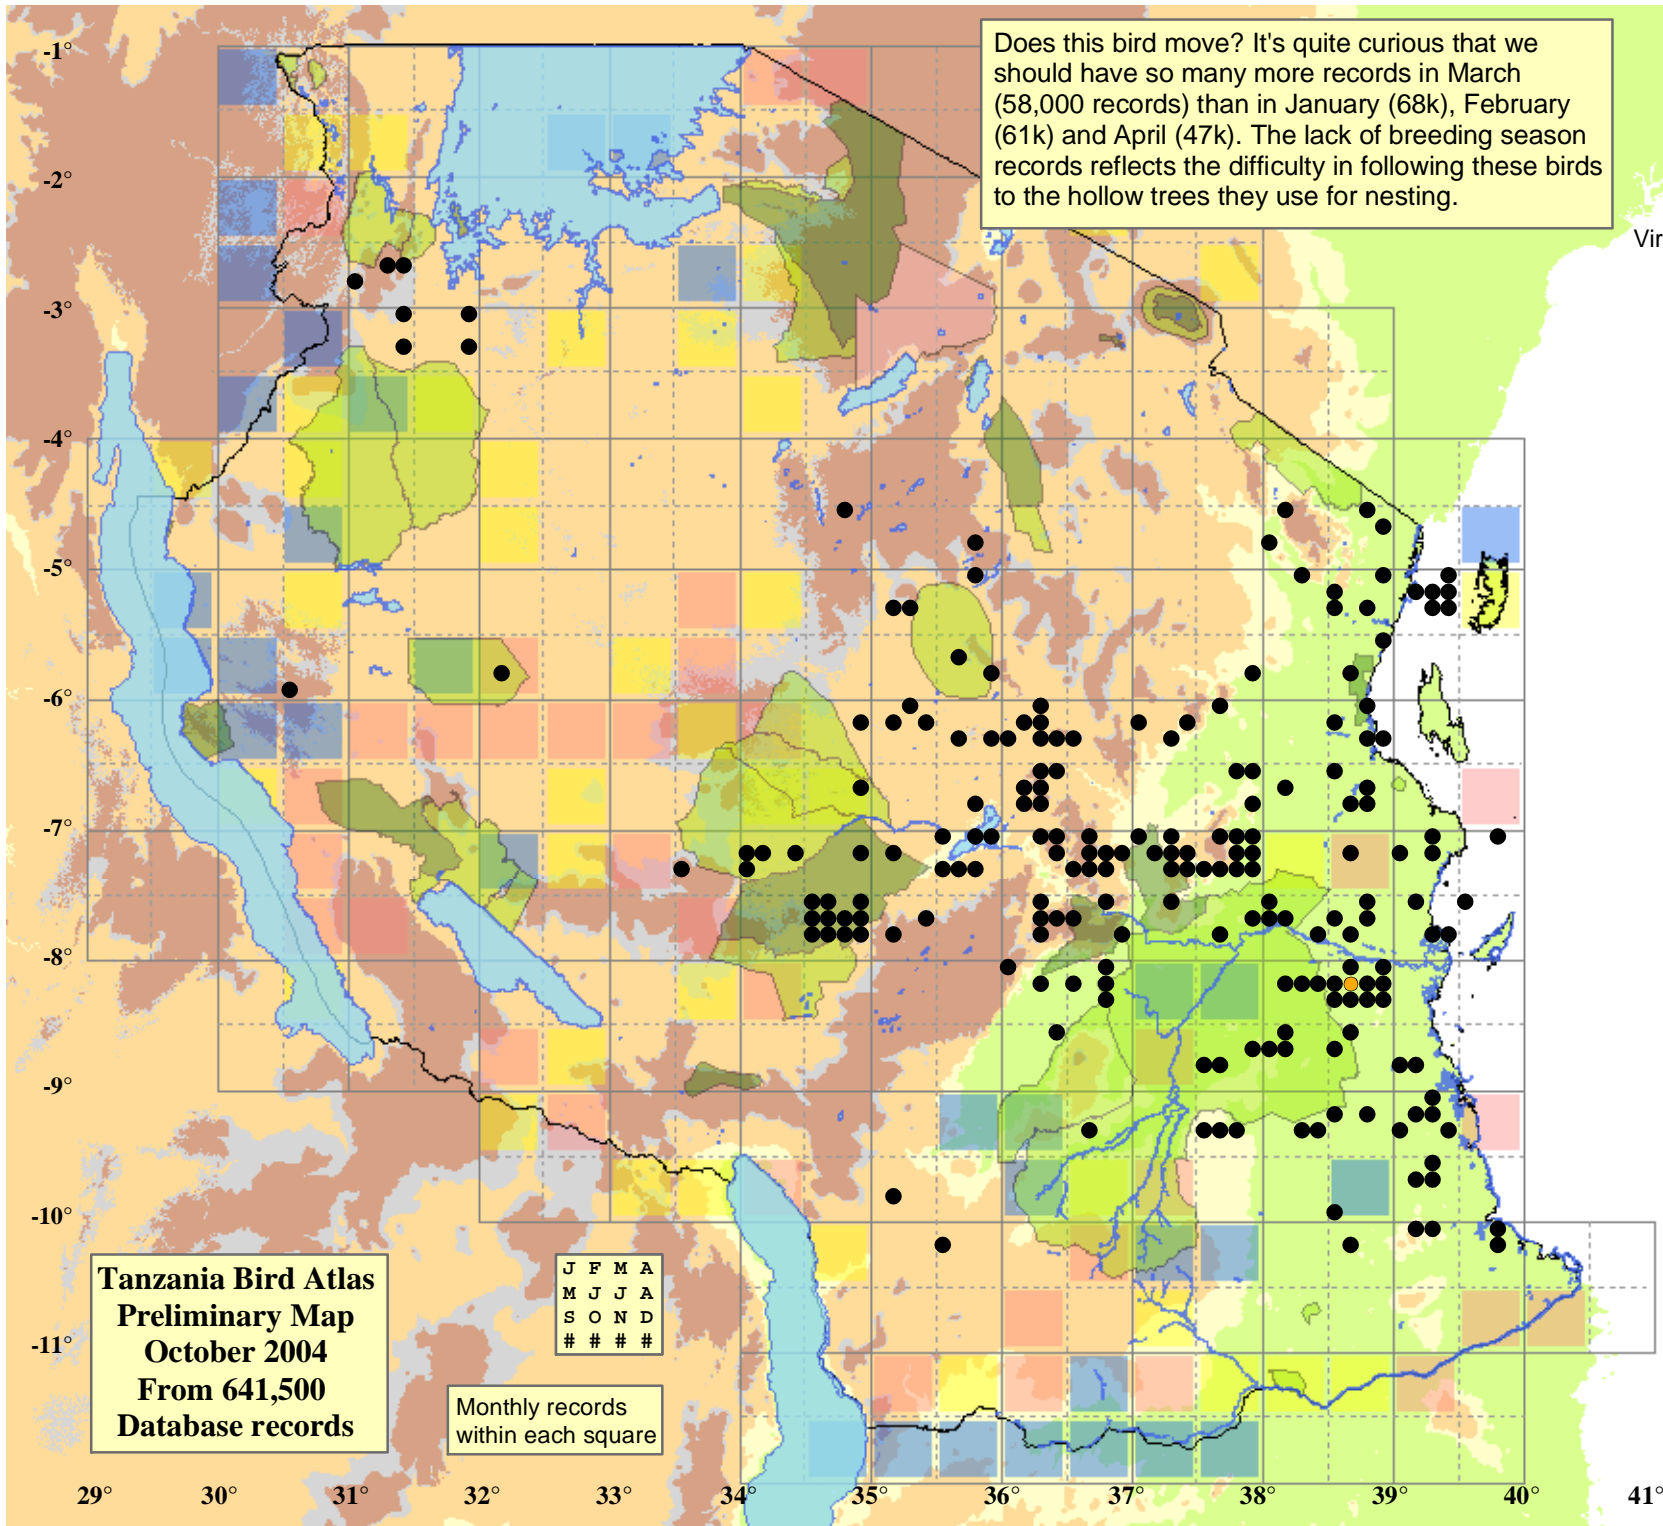 Does this bird move? It's quite curious that we
should have so many more records in March
(58,000 records) than in January (68k), February
(61k) and April (47k). The lack of breeding season
records reflects the difficulty in following these birds
to the hollow trees they use for nesting.
Vir
-1°
-2°
-3°
-4°
-5°
-6°
-7°
-8°
-9°
-10°
-11°
Tanzania Bird Atlas
Preliminary Map
October 2004
From 641,500
Database records
J F M A
M J J A
S O N D
# # # #
Monthly records
within each square
29° 30° 31° 32° 33° 34° 35° 36° 37° 38° 39° 40° 41°